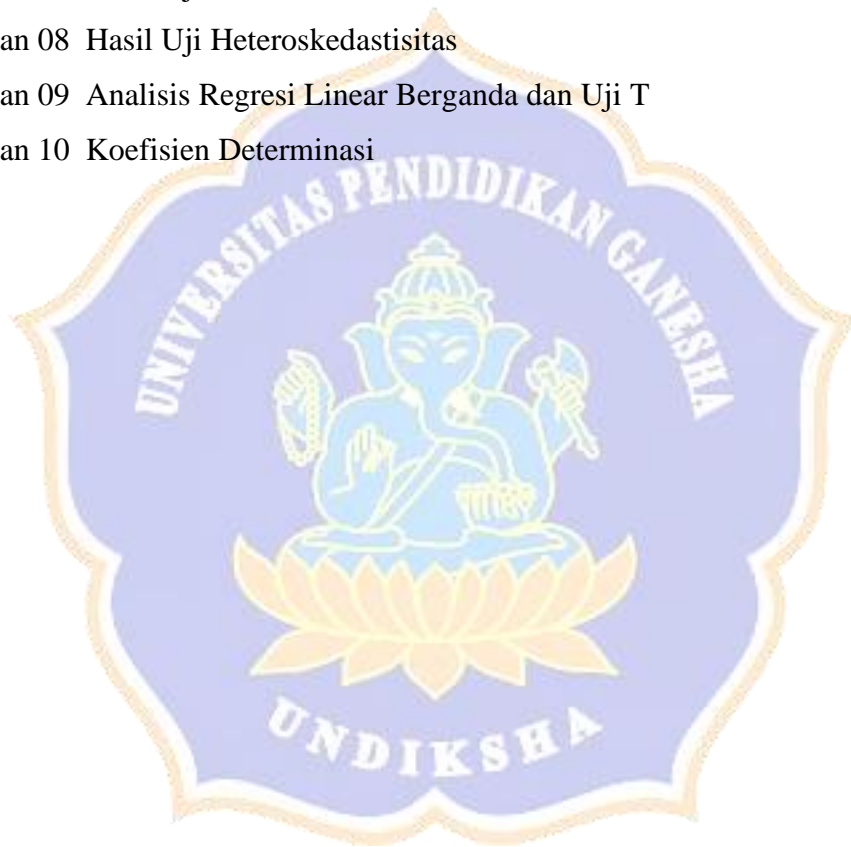 an 08 Hasil Uji Heteroskedastisitas
an 09 Analisis Regresi Linear Berganda dan Uji T
an 10 Koefisien Determinasi
UNIVERSITAS PENDIDIKAN GANESHA
UNDIKSHA